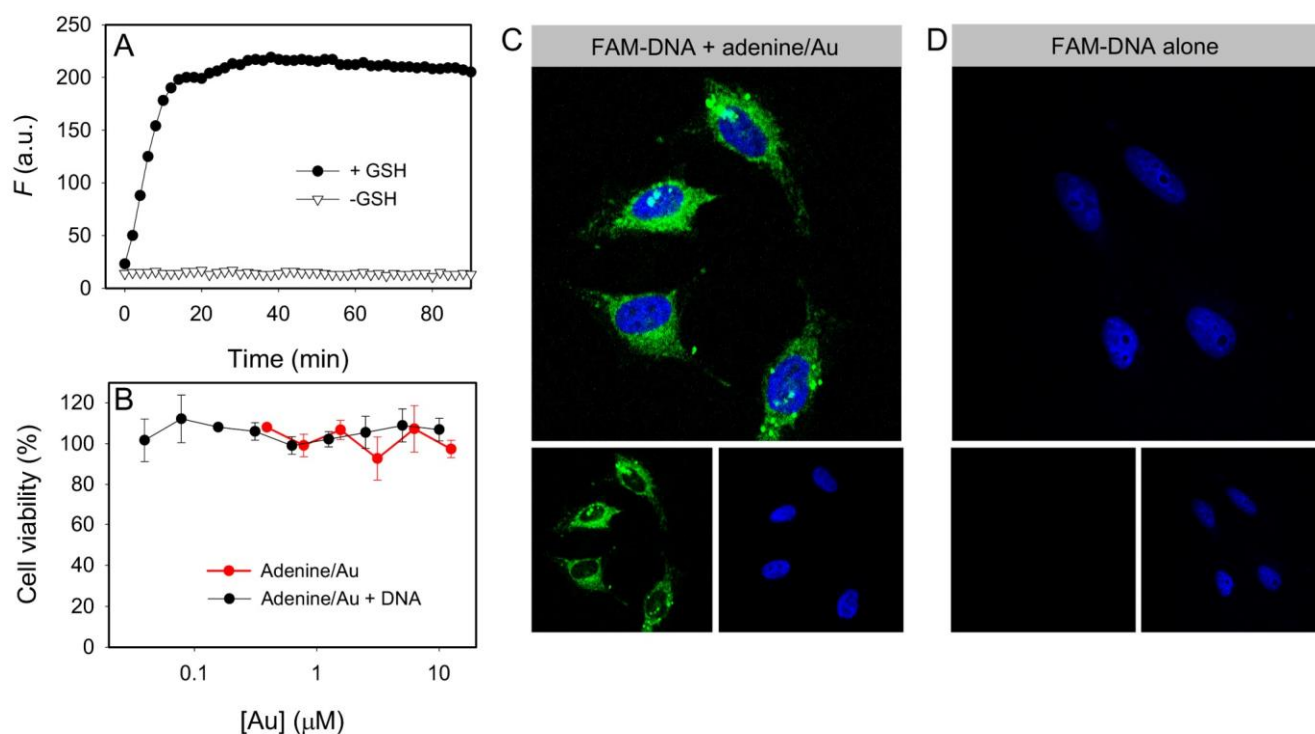 A
250
200
150
100
50
0
F (a.u.)
+ GSH
-GSH
0 20 40 60 80
Time (min)
B
120
100
80
60
40
20
0
Cell viability (%)
Adenine/Au
Adenine/Au + DNA
0.1 1 10
[Au] (μM)
C
FAM-DNA + adenine/Au
D
FAM-DNA alone